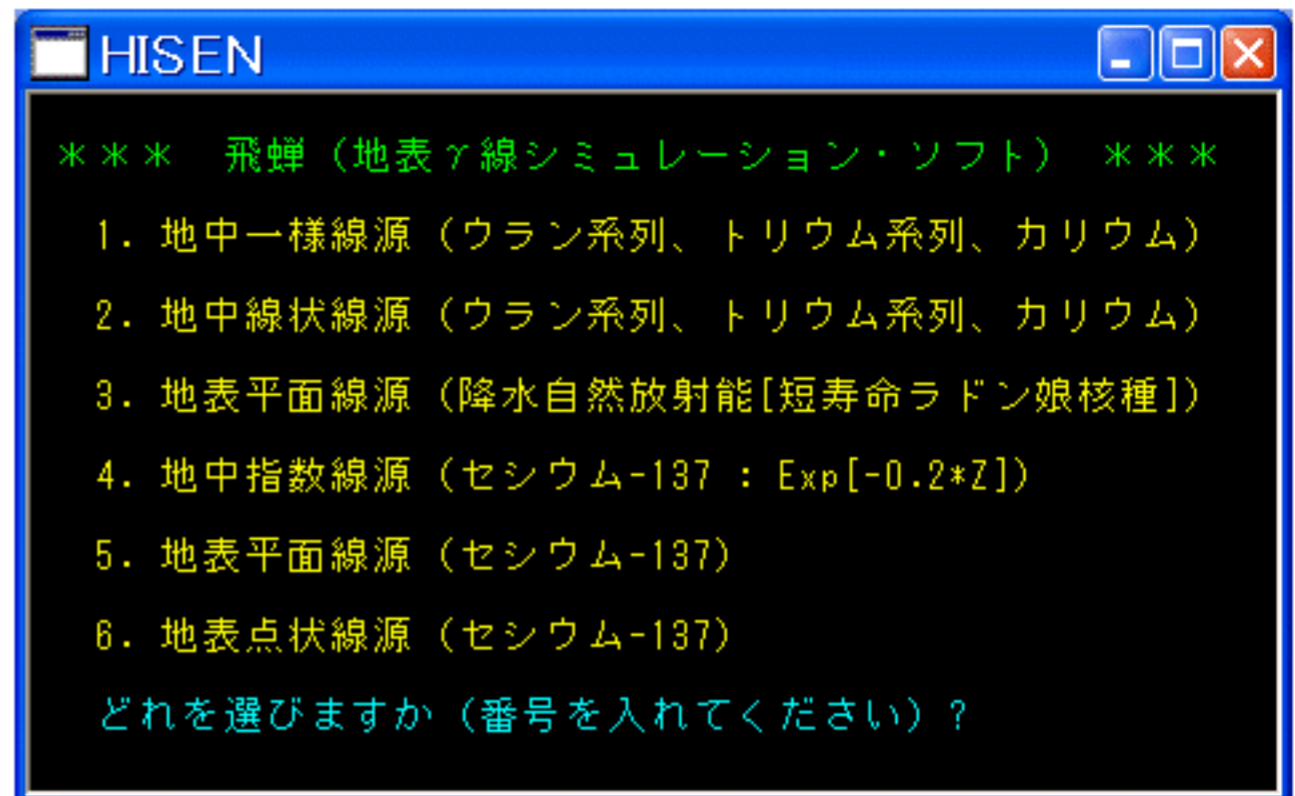 HISEN
＊＊＊ 飛蝉（地表γ線シミュレーション・ソフト） ＊＊＊
1. 地中一様線源（ウラン系列、トリウム系列、カリウム）
2. 地中線状線源（ウラン系列、トリウム系列、カリウム）
3. 地表平面線源（降水自然放射能[短寿命ラドン娘核種]）
4. 地中指数線源（セシウム-137 : Exp[-0.2*Z]）
5. 地表平面線源（セシウム-137）
6. 地表点状線源（セシウム-137）
どれを選びますか（番号を入れてください）?